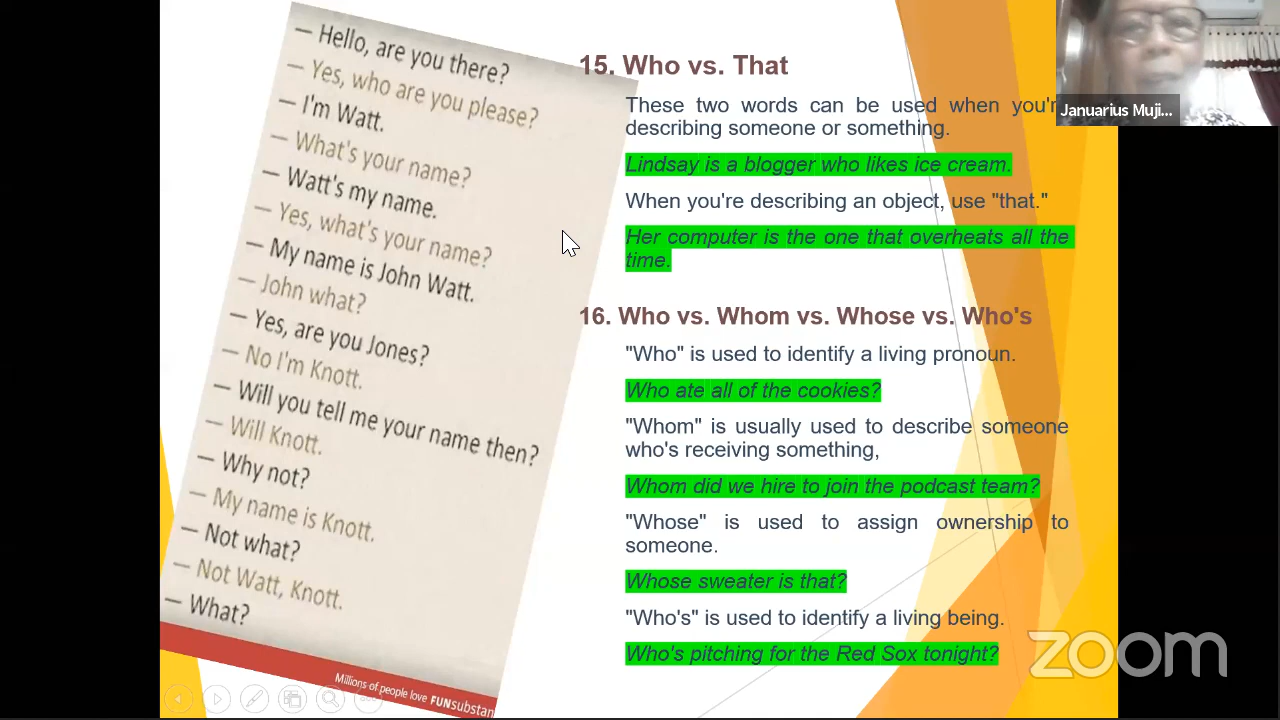 — Hello, are you there?
— Yes, who are you please?
— I'm Watt.
— What's your name?
— Watt's my name.
— Yes, what's your name?
— My name is John Watt.
— John what?
— Yes, are you Jones?
— No I'm Knott.
— Will you tell me your name then?
— Will Knott.
— Why not?
— My name is Knott.
— Not what?
— Not Watt, Knott.
— What?
Millions of people love FUNsubstan
15. Who vs. That
These two words can be used when you'r
describing someone or something.
Lindsay is a blogger who likes ice cream.
When you're describing an object, use "that."
Her computer is the one that overheats all the
time.
16. Who vs. Whom vs. Whose vs. Who's
"Who" is used to identify a living pronoun.
Who ate all of the cookies?
"Whom" is usually used to describe someone
who's receiving something,
Whom did we hire to join the podcast team?
"Whose" is used to assign ownership to
someone.
Whose sweater is that?
"Who's" is used to identify a living being.
Who's pitching for the Red Sox tonight?
Januarius Muji...
zoom